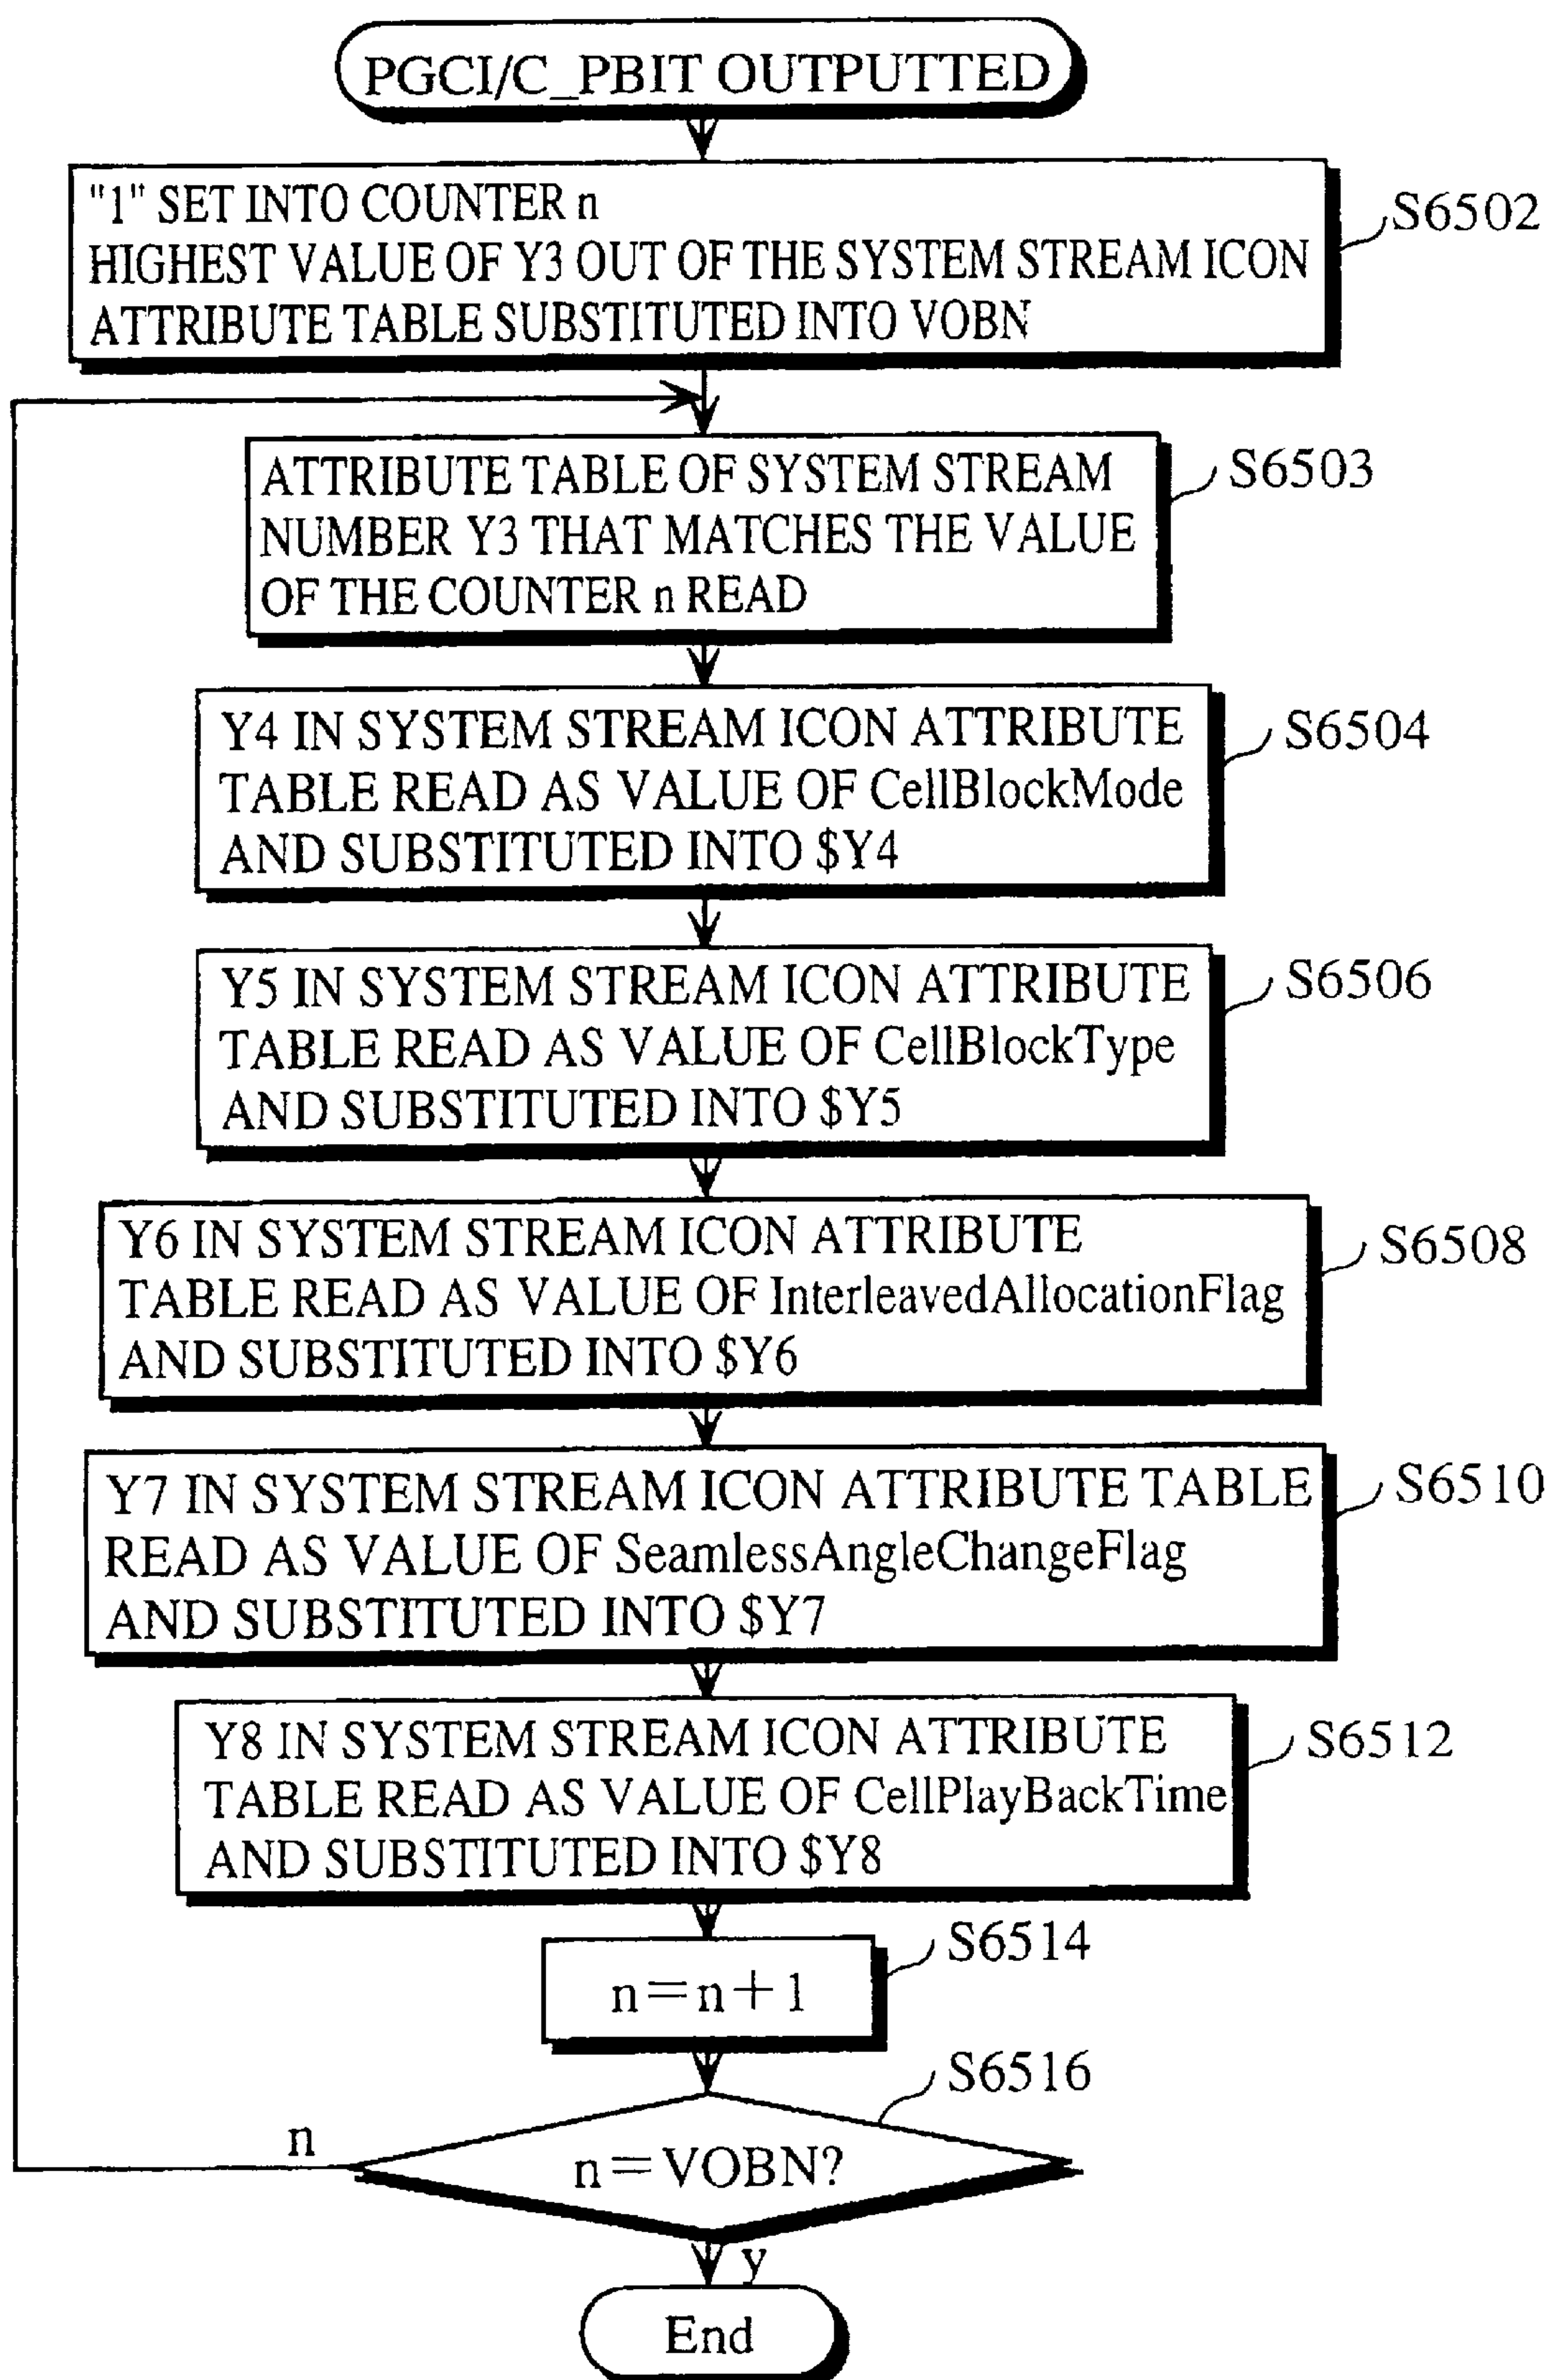 PGCI/C_PBIT OUTPUTTED
"1" SET INTO COUNTER n
HIGHEST VALUE OF Y3 OUT OF THE SYSTEM STREAM ICON
ATTRIBUTE TABLE SUBSTITUTED INTO VOBN
S6502
ATTRIBUTE TABLE OF SYSTEM STREAM
NUMBER Y3 THAT MATCHES THE VALUE
OF THE COUNTER n READ
S6503
Y4 IN SYSTEM STREAM ICON ATTRIBUTE
TABLE READ AS VALUE OF CellBlockMode
AND SUBSTITUTED INTO $Y4
S6504
Y5 IN SYSTEM STREAM ICON ATTRIBUTE
TABLE READ AS VALUE OF CellBlockType
AND SUBSTITUTED INTO $Y5
S6506
Y6 IN SYSTEM STREAM ICON ATTRIBUTE
TABLE READ AS VALUE OF InterleavedAllocationFlag
AND SUBSTITUTED INTO $Y6
S6508
Y7 IN SYSTEM STREAM ICON ATTRIBUTE TABLE
READ AS VALUE OF SeamlessAngleChangeFlag
AND SUBSTITUTED INTO $Y7
S6510
Y8 IN SYSTEM STREAM ICON ATTRIBUTE
TABLE READ AS VALUE OF CellPlayBackTime
AND SUBSTITUTED INTO $Y8
S6512
n=n+1
S6514
n=VOBN?
S6516
n
y
End